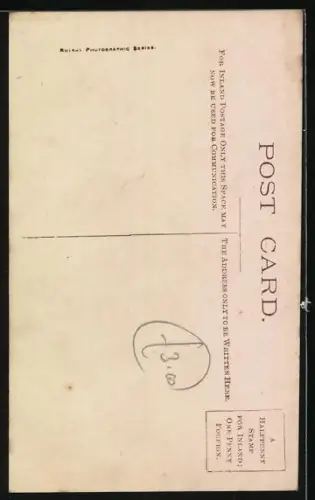 POST CARD.
FOR INLAND POSTAGE ONLY THIS SPACE MAY
NOW BE USED FOR COMMUNICATION.
THE ADDRESS ONLY TO BE WRITTEN HERE.
A
HALFPENNY
STAMP
FOR INLAND;
ONE PENNY
FOREIGN.
PHOTOGRAPHIC SERIES.
£3.00